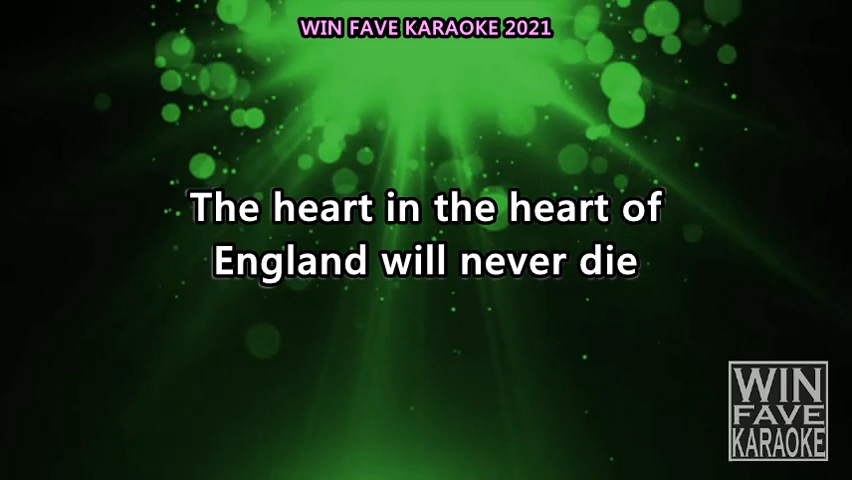 WIN FAVE KARAOKE 2021
The heart in the heart of
England will never die
WIN
FAVE
KARAOKE